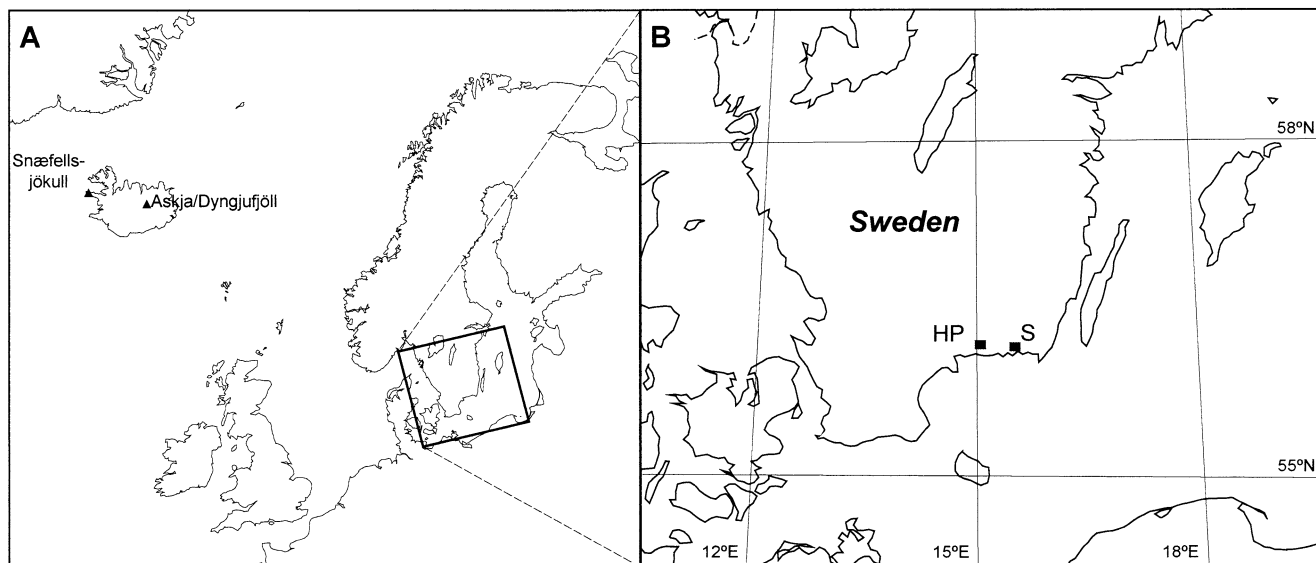 A
Snæfells-
jökull
Askja/Dyngjufjöll
B
58ºN
Sweden
HP
S
55ºN
12ºE
15ºE
18ºE